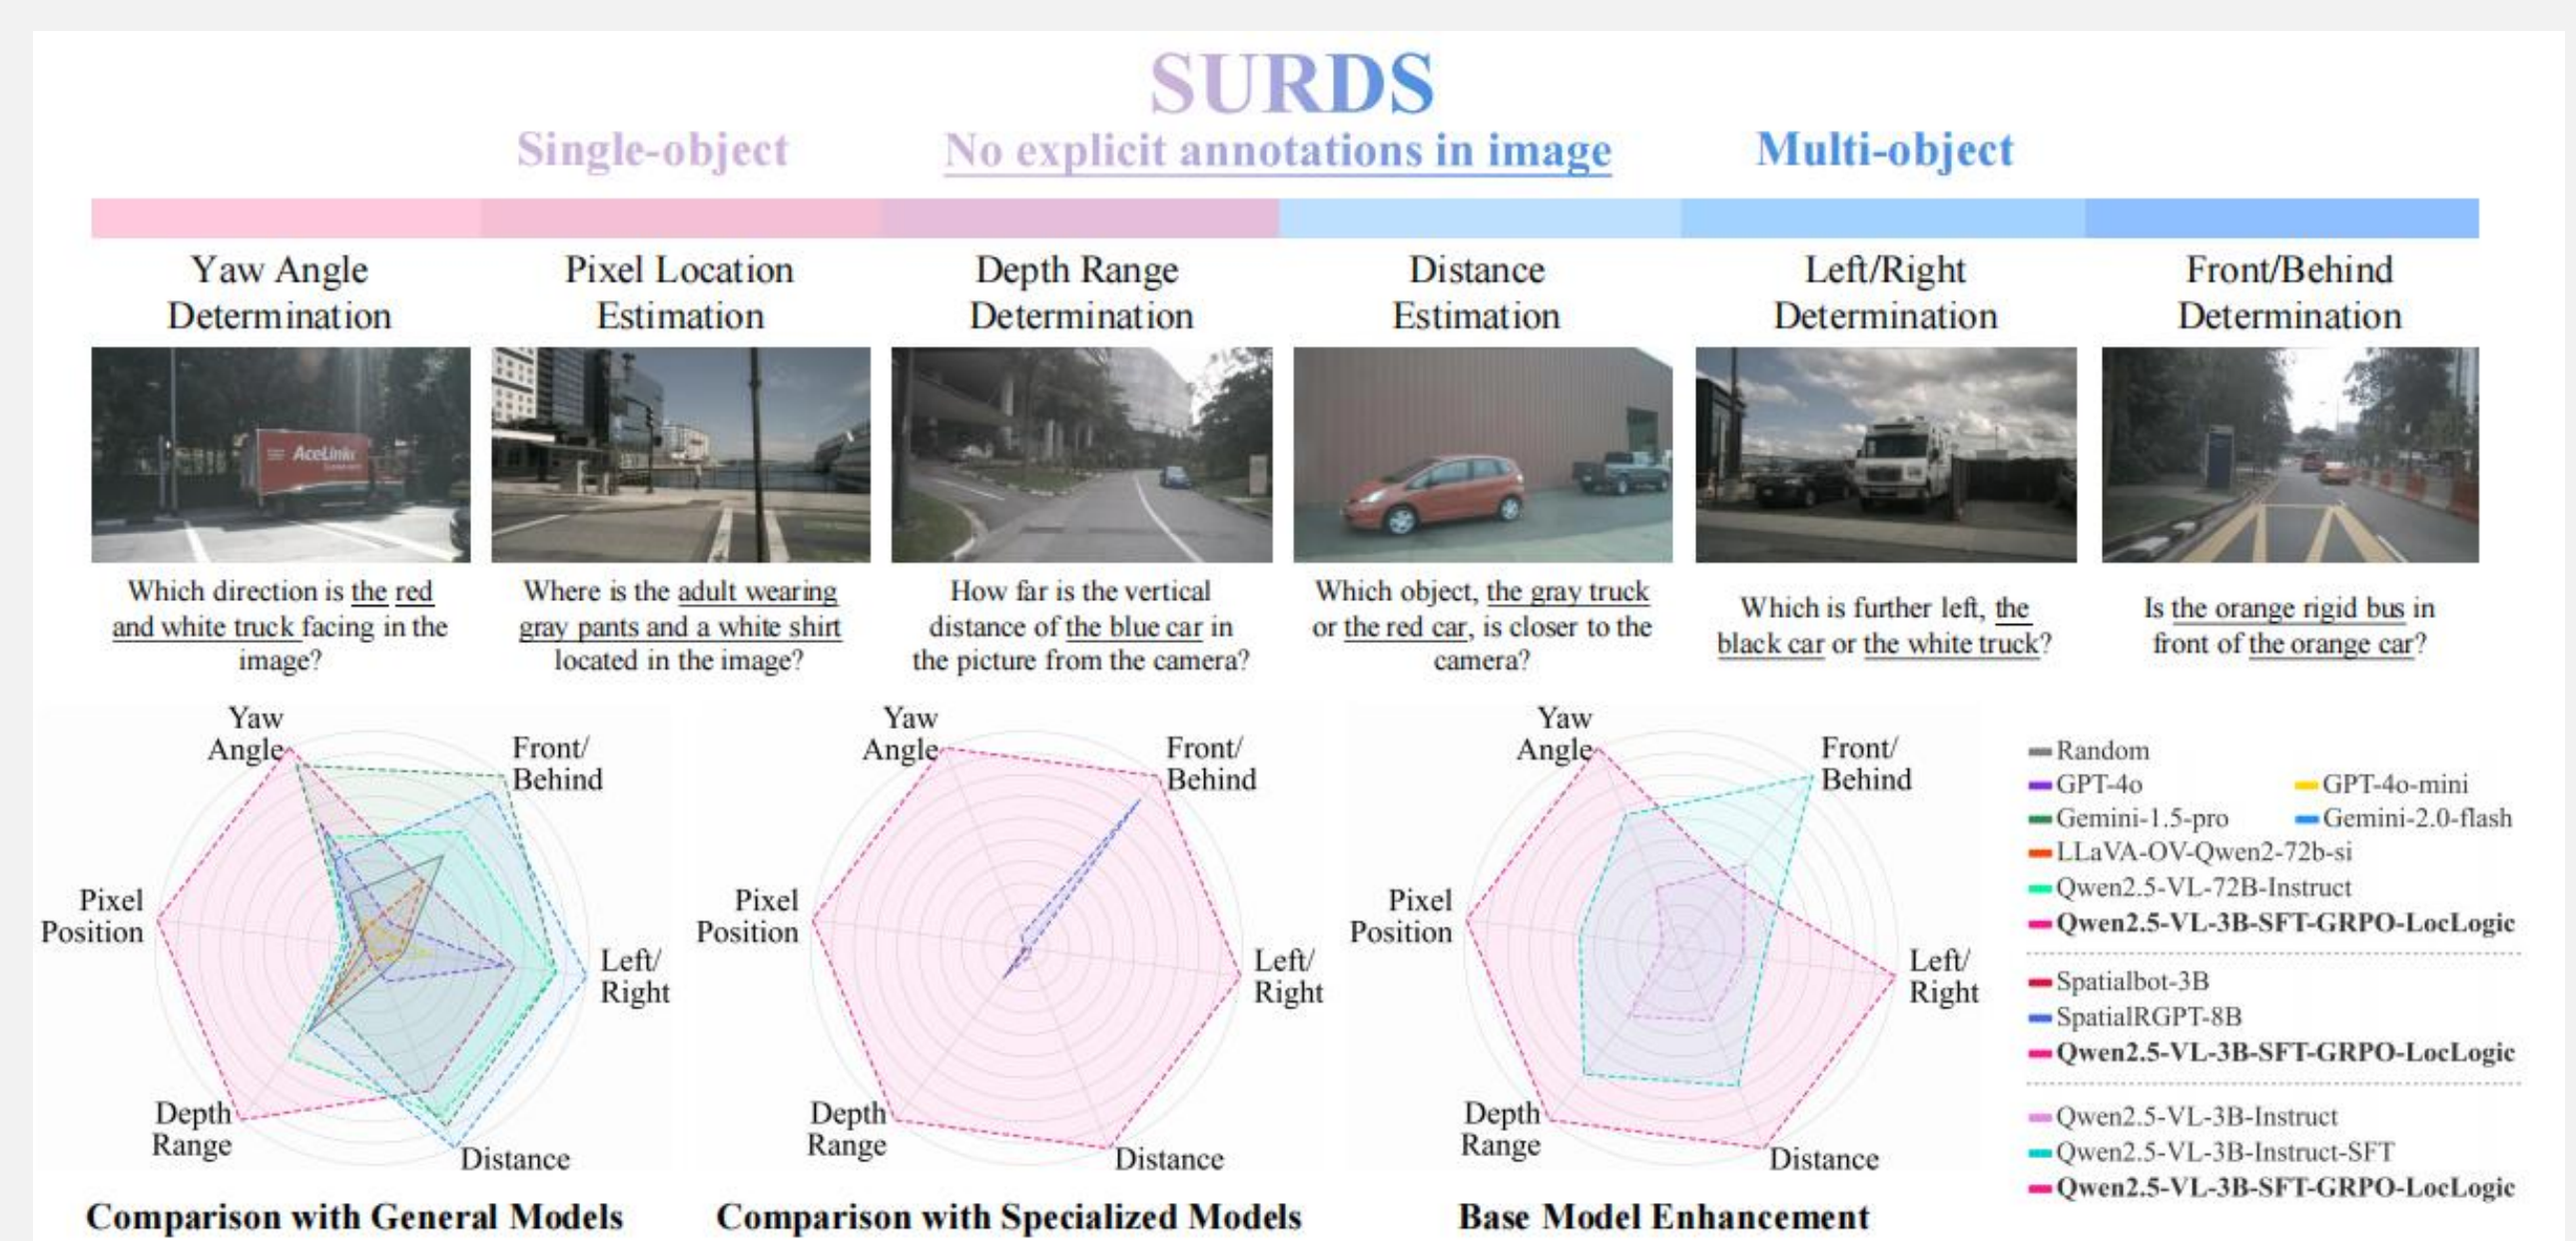 SURDS
Single-object
No explicit annotations in image
Multi-object
Yaw Angle
Determination
Pixel Location
Estimation
Depth Range
Determination
Distance
Estimation
Left/Right
Determination
Front/Behind
Determination
AceLinks
Which direction is the red
and white truck facing in the
image?
Where is the adult wearing
gray pants and a white shirt
located in the image?
How far is the vertical
distance of the blue car in
the picture from the camera?
Which object, the gray truck
or the red car, is closer to the
camera?
Which is further left, the
black car or the white truck?
Is the orange rigid bus in
front of the orange car?
Yaw
Angle
Front/
Behind
Pixel
Position
Left/
Right
Depth
Range
Distance
Comparison with General Models
Yaw
Angle
Front/
Behind
Pixel
Position
Left/
Right
Depth
Range
Distance
Comparison with Specialized Models
Yaw
Angle
Front/
Behind
Pixel
Position
Left/
Right
Depth
Range
Distance
Base Model Enhancement
Random
GPT-4o
GPT-4o-mini
Gemini-1.5-pro
Gemini-2.0-flash
LLaVA-OV-Qwen2-72b-si
Qwen2.5-VL-72B-Instruct
Qwen2.5-VL-3B-SFT-GRPO-LocLogic
Spatialbot-3B
SpatialRGPT-8B
Qwen2.5-VL-3B-SFT-GRPO-LocLogic
Qwen2.5-VL-3B-Instruct
Qwen2.5-VL-3B-Instruct-SFT
Qwen2.5-VL-3B-SFT-GRPO-LocLogic